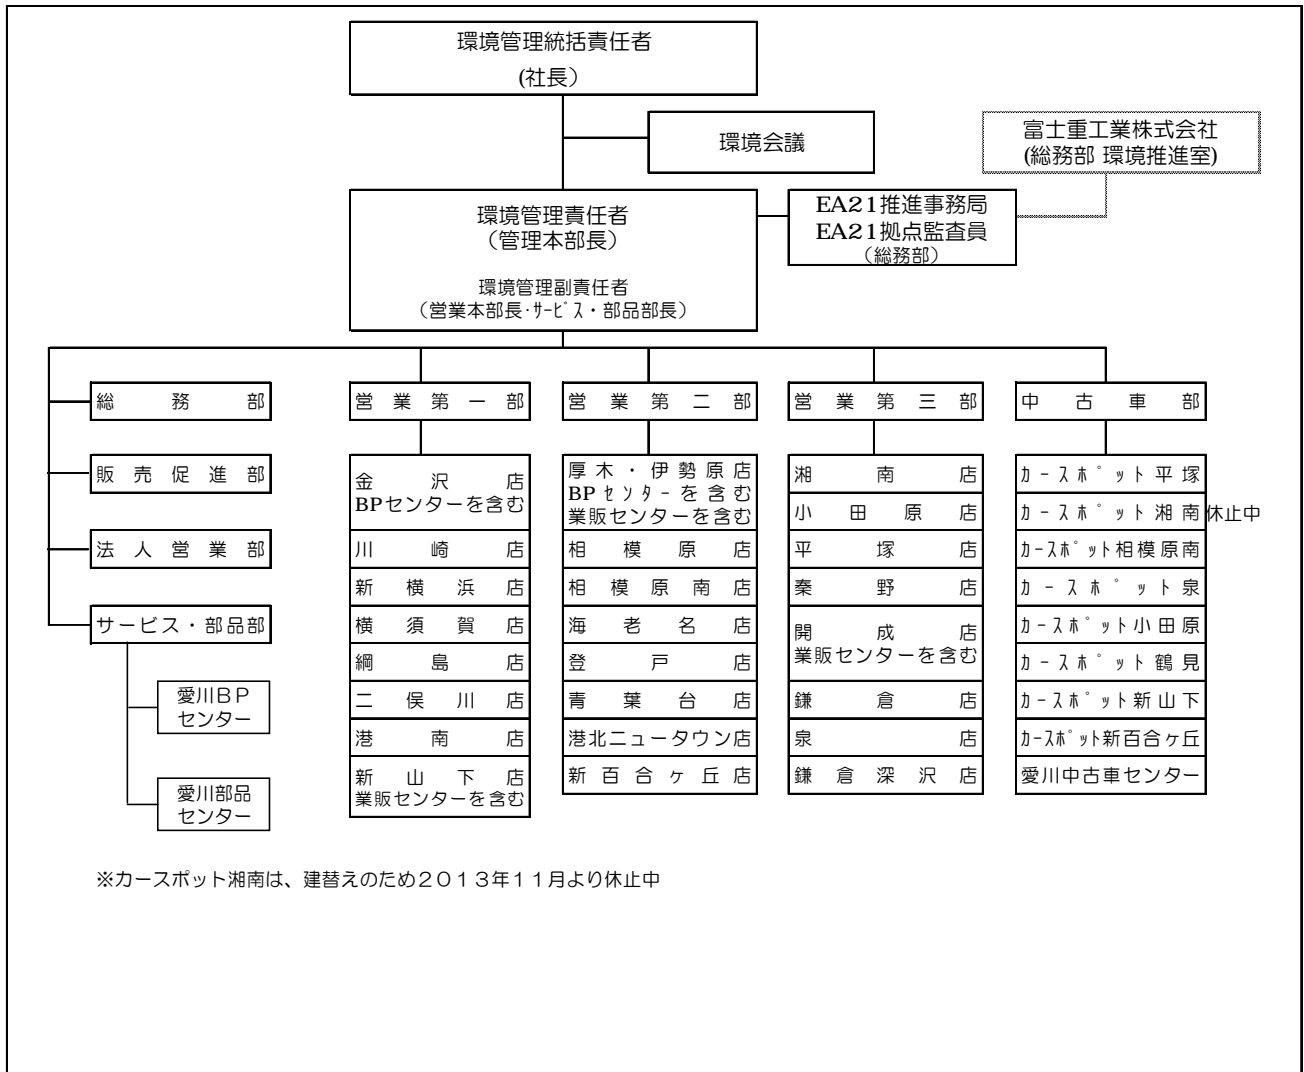 環境管理統括責任者
(社長）
環境会議
富士重工業株式会社
(総務部 環境推進室)
環境管理責任者
（管理本部長）
環境管理副責任者
（営業本部長･ｻｰﾋﾞｽ・部品部長）
EA21推進事務局
EA21拠点監査員
（総務部）
総務部
販売促進部
法人営業部
サービス・部品部
愛川ＢＰ
センター
愛川部品
センター
営業第一部
金沢店
BPセンターを含む
川崎店
新横浜店
横須賀店
綱島店
二俣川店
港南店
新山下店
業販センターを含む
営業第二部
厚木・伊勢原店
BPｾﾝﾀｰを含む
業販センターを含む
相模原店
相模原南店
海老名店
登戸店
青葉台店
港北ニュータウン店
新百合ヶ丘店
営業第三部
湘南店
小田原店
平塚店
秦野店
開成店
業販センターを含む
鎌倉店
泉店
鎌倉深沢店
中古車部
ｶｰｽﾎﾟｯﾄ平塚
ｶｰｽﾎﾟｯﾄ湘南休止中
ｶｰｽﾎﾟｯﾄ相模原南
ｶｰｽﾎﾟｯﾄ泉
ｶｰｽﾎﾟｯﾄ小田原
ｶｰｽﾎﾟｯﾄ鶴見
ｶｰｽﾎﾟｯﾄ新山下
ｶｰｽﾎﾟｯﾄ新百合ヶ丘
愛川中古車センター
※カースポット湘南は、建替えのため２０１３年１１月より休止中